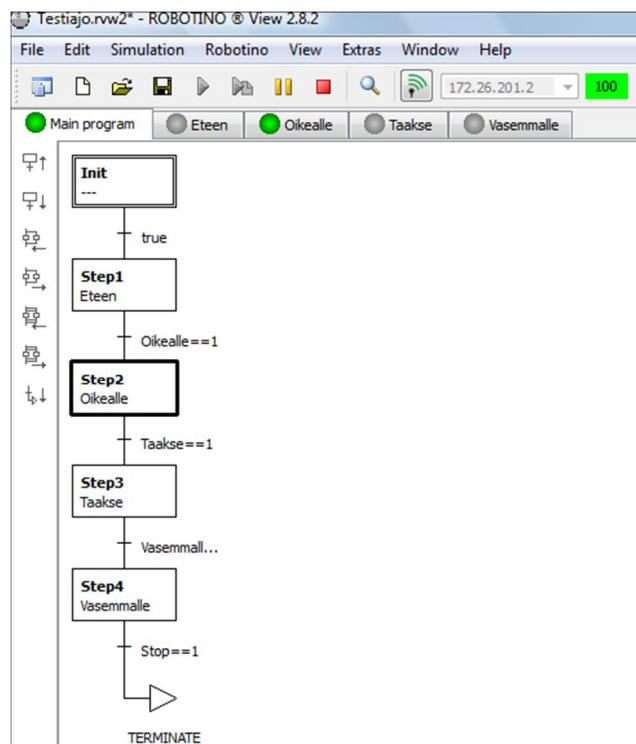 Testiajo.rvw2* - ROBOTINO ® View 2.8.2
File Edit Simulation Robotino View Extras Window Help
172.26.201.2 100
Main program Eteen Oikealle Taakse Vasemmalle
Init
---
true
Step1
Eteen
Oikealle==1
Step2
Oikealle
Taakse==1
Step3
Taakse
Vasemmall...
Step4
Vasemmalle
Stop==1
TERMINATE